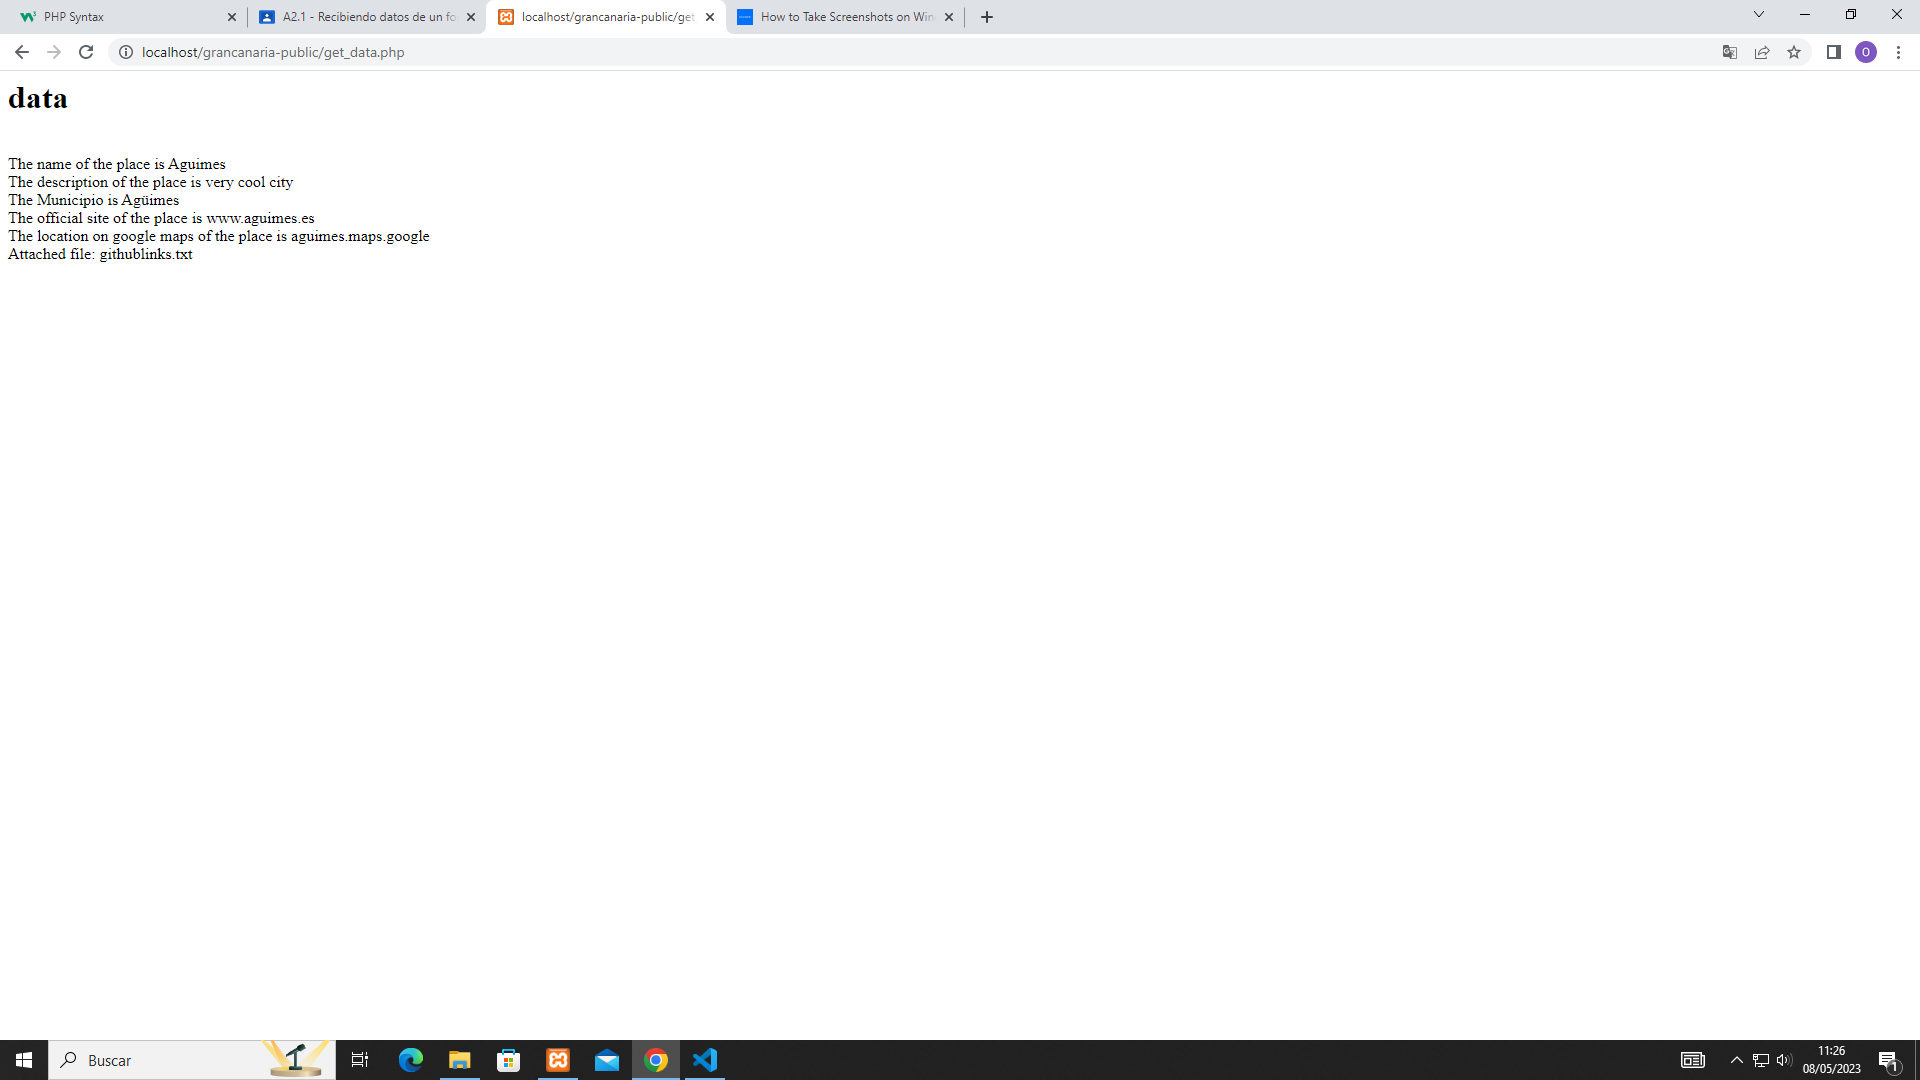 PHP Syntax
A2.1 - Recibiendo datos de un fo
localhost/grancanaria-public/get
How to Take Screenshots on Win
localhost/grancanaria-public/get_data.php
O
data
The name of the place is Aguimes
The description of the place is very cool city
The Municipio is Agüimes
The official site of the place is www.aguimes.es
The location on google maps of the place is aguimes.maps.google
Attached file: githublinks.txt
Buscar
11:26
08/05/2023
1